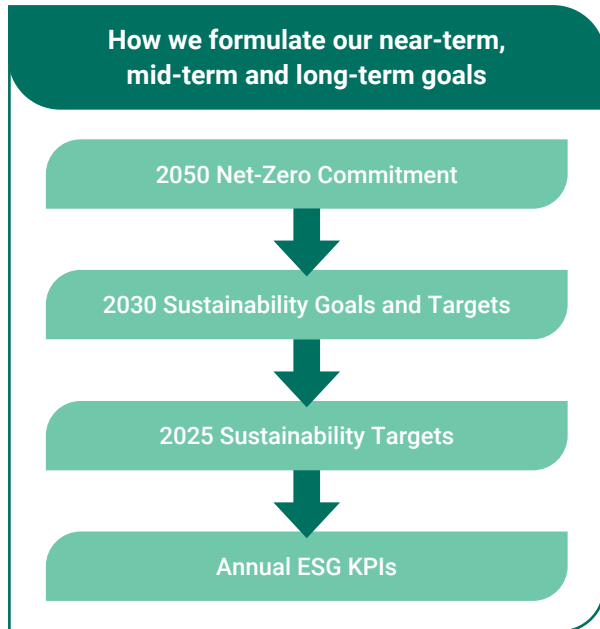 How we formulate our near-term,
mid-term and long-term goals
2050 Net-Zero Commitment
2030 Sustainability Goals and Targets
2025 Sustainability Targets
Annual ESG KPIs